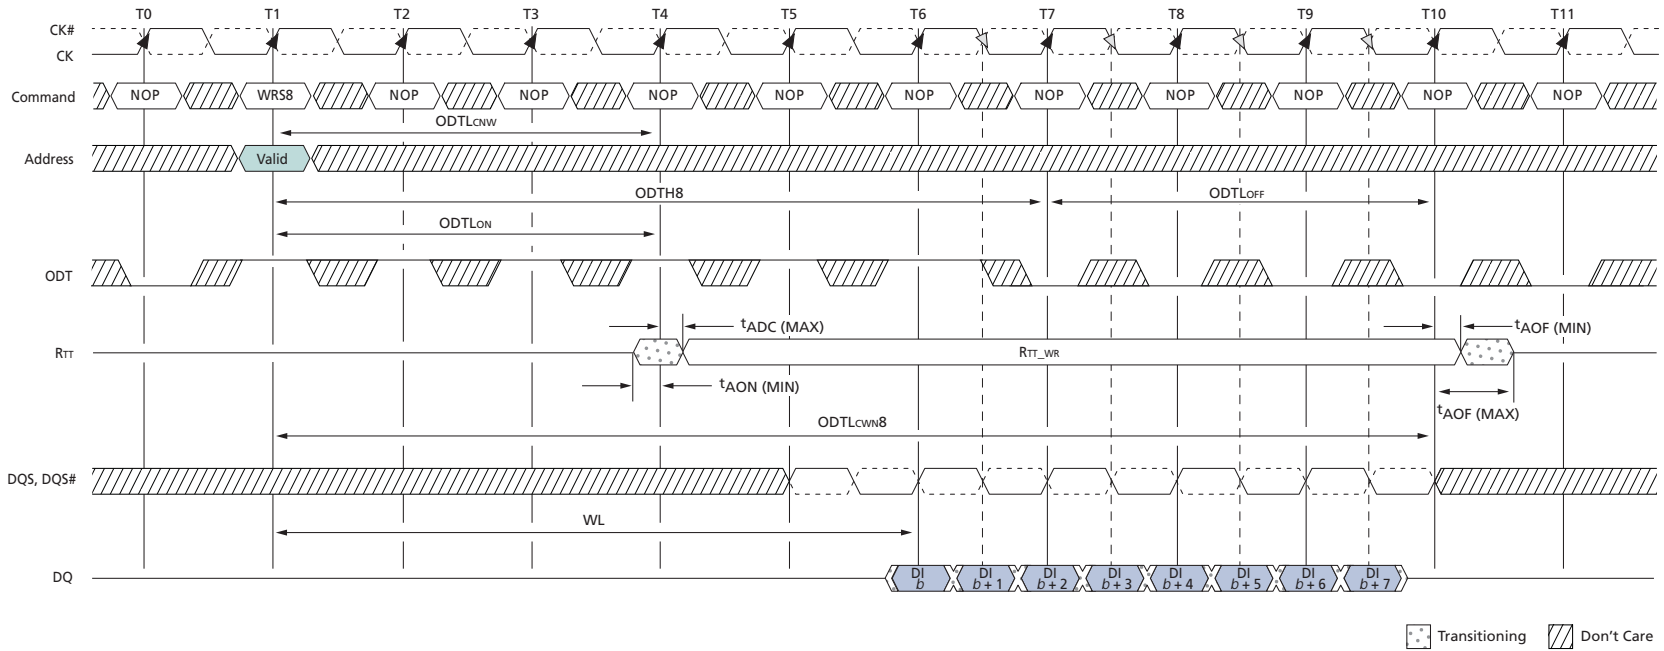 T0 T1 T2 T3 T4 T5 T6 T7 T8 T9 T10 T11
CK#
CK
Command NOP WRS8 NOP NOP NOP NOP NOP NOP NOP NOP NOP NOP
ODTLCNW
Address Valid
ODTH8 ODTLOFF
ODTLON
ODT
tADC (MAX) tAOF (MIN)
RTT RTT_WR
tAON (MIN)
tAOF (MAX)
ODTLCWN8
DQS, DQS#
WL
DQ DI b DI b + 1 DI b + 2 DI b + 3 DI b + 4 DI b + 5 DI b + 6 DI b + 7
Transitioning Don't Care